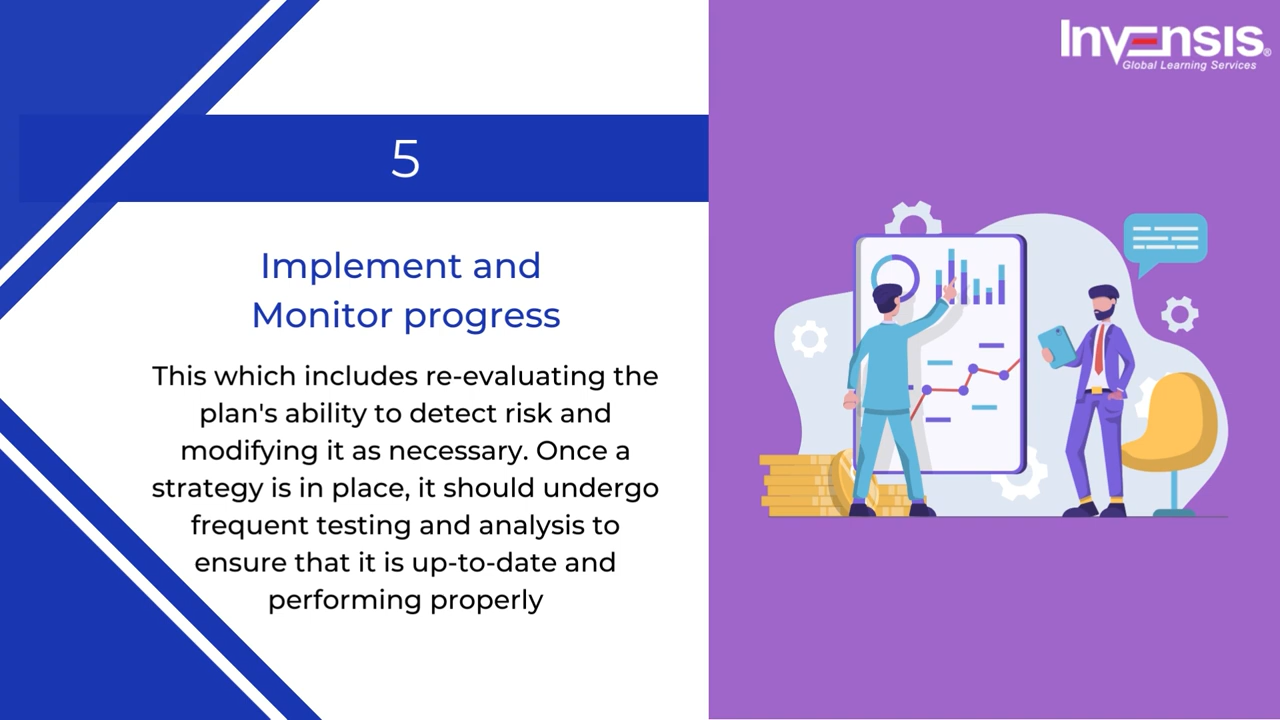 Invensis®
Global Learning Services
5
Implement and
Monitor progress
This which includes re-evaluating the
plan's ability to detect risk and
modifying it as necessary. Once a
strategy is in place, it should undergo
frequent testing and analysis to
ensure that it is up-to-date and
performing properly